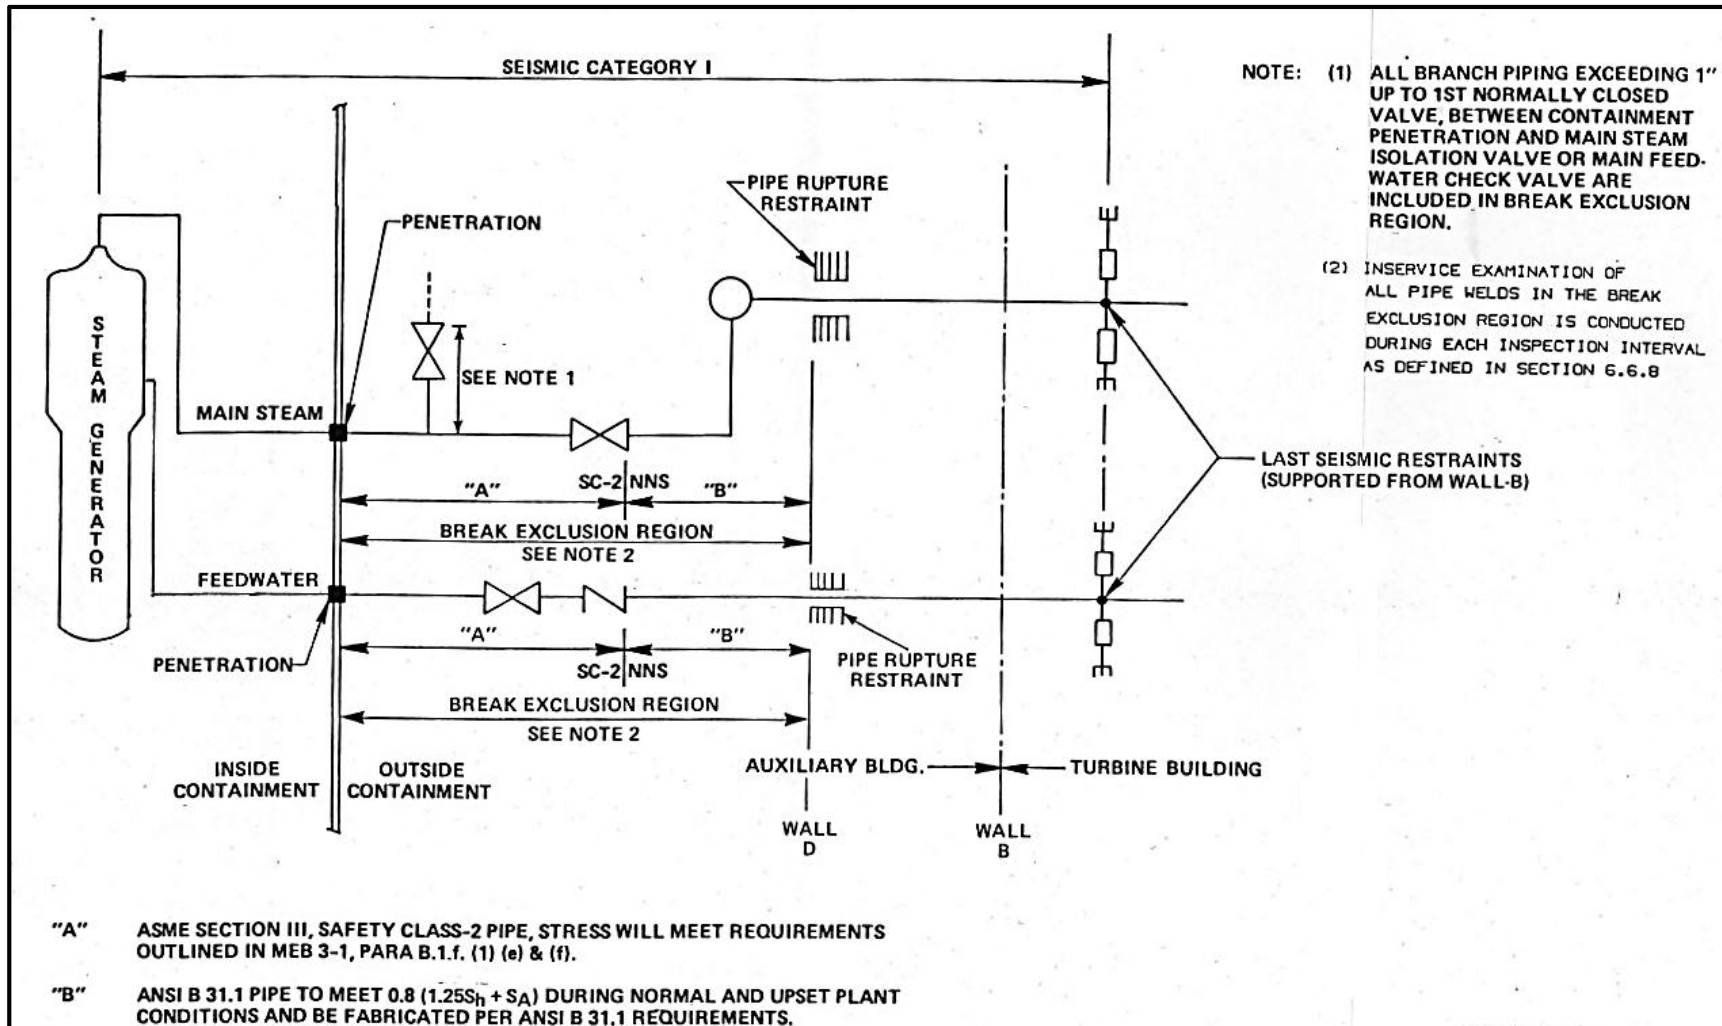 SEISMIC CATEGORY I
NOTE: (1) ALL BRANCH PIPING EXCEEDING 1"
UP TO 1ST NORMALLY CLOSED
VALVE, BETWEEN CONTAINMENT
PENETRATION AND MAIN STEAM
ISOLATION VALVE OR MAIN FEED-
WATER CHECK VALVE ARE
INCLUDED IN BREAK EXCLUSION
REGION.
(2) INSERVICE EXAMINATION OF
ALL PIPE WELDS IN THE BREAK
EXCLUSION REGION IS CONDUCTED
DURING EACH INSPECTION INTERVAL
AS DEFINED IN SECTION 6.6.8
PIPE RUPTURE
RESTRAINT
PENETRATION
STEAM GENERATOR
SEE NOTE 1
MAIN STEAM
LAST SEISMIC RESTRAINTS
(SUPPORTED FROM WALL-B)
"A"
SC-2 NNS
"B"
BREAK EXCLUSION REGION
SEE NOTE 2
FEEDWATER
"A"
SC-2 NNS
"B"
PENETRATION
PIPE RUPTURE
RESTRAINT
BREAK EXCLUSION REGION
SEE NOTE 2
INSIDE
CONTAINMENT
OUTSIDE
CONTAINMENT
AUXILIARY BLDG.
TURBINE BUILDING
WALL
D
WALL
B
"A" ASME SECTION III, SAFETY CLASS-2 PIPE, STRESS WILL MEET REQUIREMENTS
OUTLINED IN MEB 3-1, PARA B.1.f. (1) (e) & (f).
"B" ANSI B 31.1 PIPE TO MEET 0.8 (1.25Sh + SA) DURING NORMAL AND UPSET PLANT
CONDITIONS AND BE FABRICATED PER ANSI B 31.1 REQUIREMENTS.